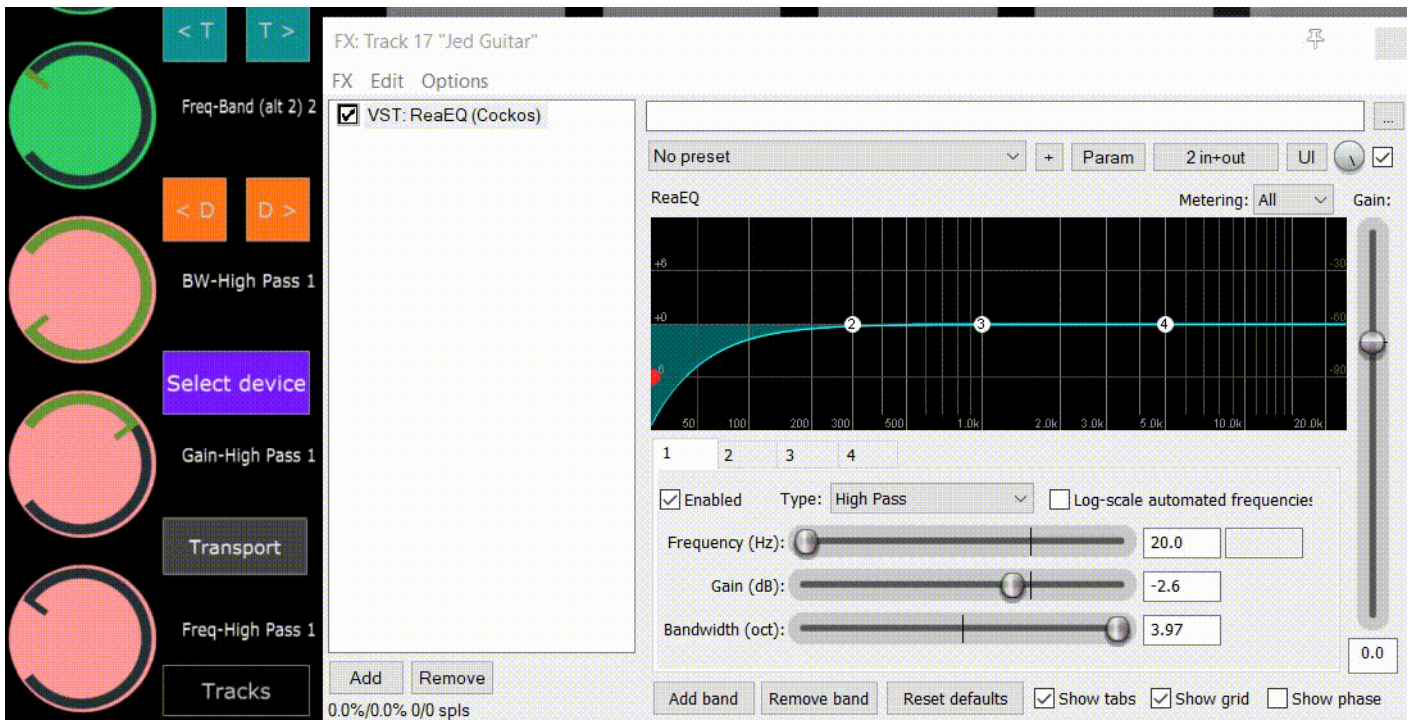 < T
T >
Freq-Band (alt 2) 2
< D
D >
BW-High Pass 1
Select device
Gain-High Pass 1
Transport
Freq-High Pass 1
Tracks
FX: Track 17 "Jed Guitar"
FX Edit Options
VST: ReaEQ (Cockos)
Add
Remove
0.0%/0.0% 0/0 spls
...
No preset
+
Param
2 in+out
UI
ReaEQ
Metering: All
Gain:
+6
-30
+0
2
3
4
-60
-6
-90
50
100
200
300
500
1.0k
2.0k
3.0k
5.0k
10.0k
20.0k
1
2
3
4
Enabled
Type: High Pass
Log-scale automated frequencies
Frequency (Hz):
20.0
Gain (dB):
-2.6
Bandwidth (oct):
3.97
0.0
Add band
Remove band
Reset defaults
Show tabs
Show grid
Show phase